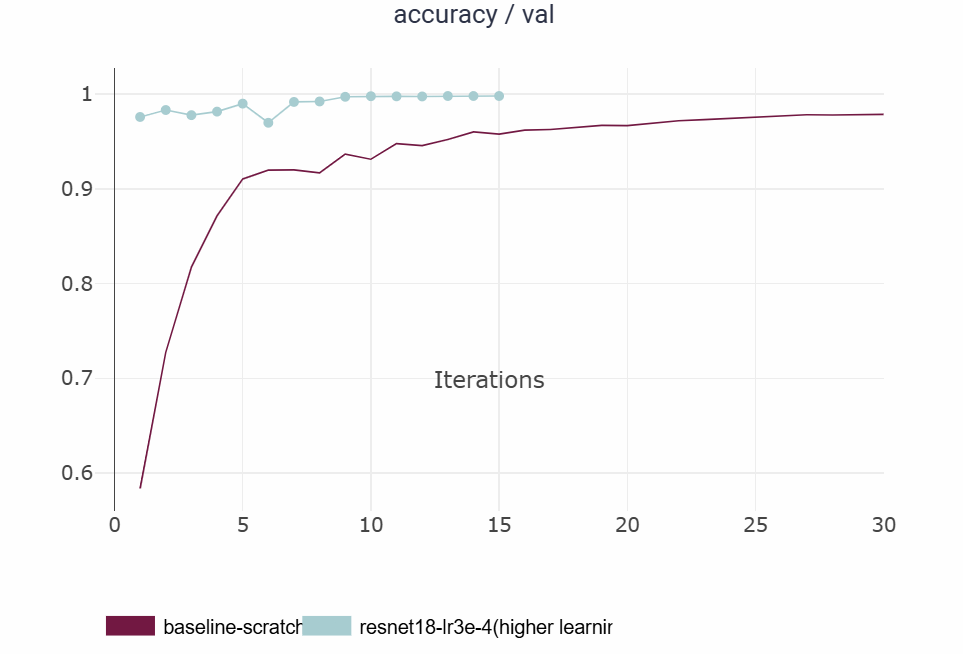 accuracy / val
1
0.9
0.8
0.7
0.6
Iterations
0 5 10 15 20 25 30
baseline-scratch resnet18-lr3e-4(higher learnin